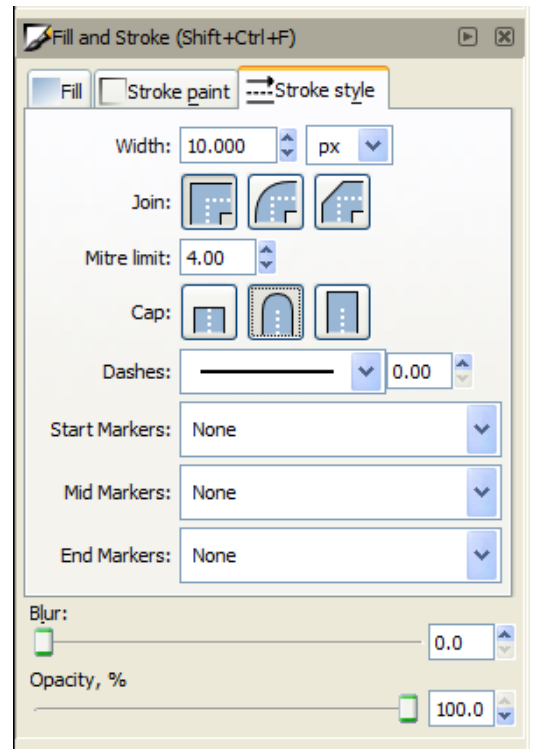 Fill and Stroke (Shift+Ctrl+F)
Fill Stroke paint Stroke style
Width: 10.000 px
Join:
Mitre limit: 4.00
Cap:
Dashes: 0.00
Start Markers: None
Mid Markers: None
End Markers: None
Blur:
0.0
Opacity, %
100.0